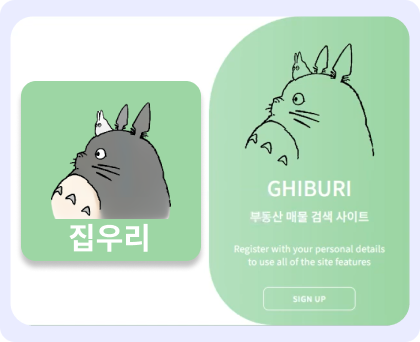 집우리
GHIBURI
부동산 매물 검색 사이트
Register with your personal details
to use all of the site features
SIGN UP